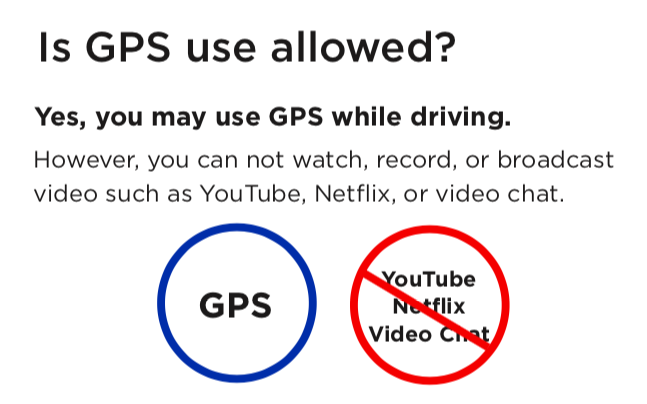 Is GPS use allowed?
Yes, you may use GPS while driving.
However, you can not watch, record, or broadcast
video such as YouTube, Netflix, or video chat.
GPS
YouTube
Netflix
Video Chat